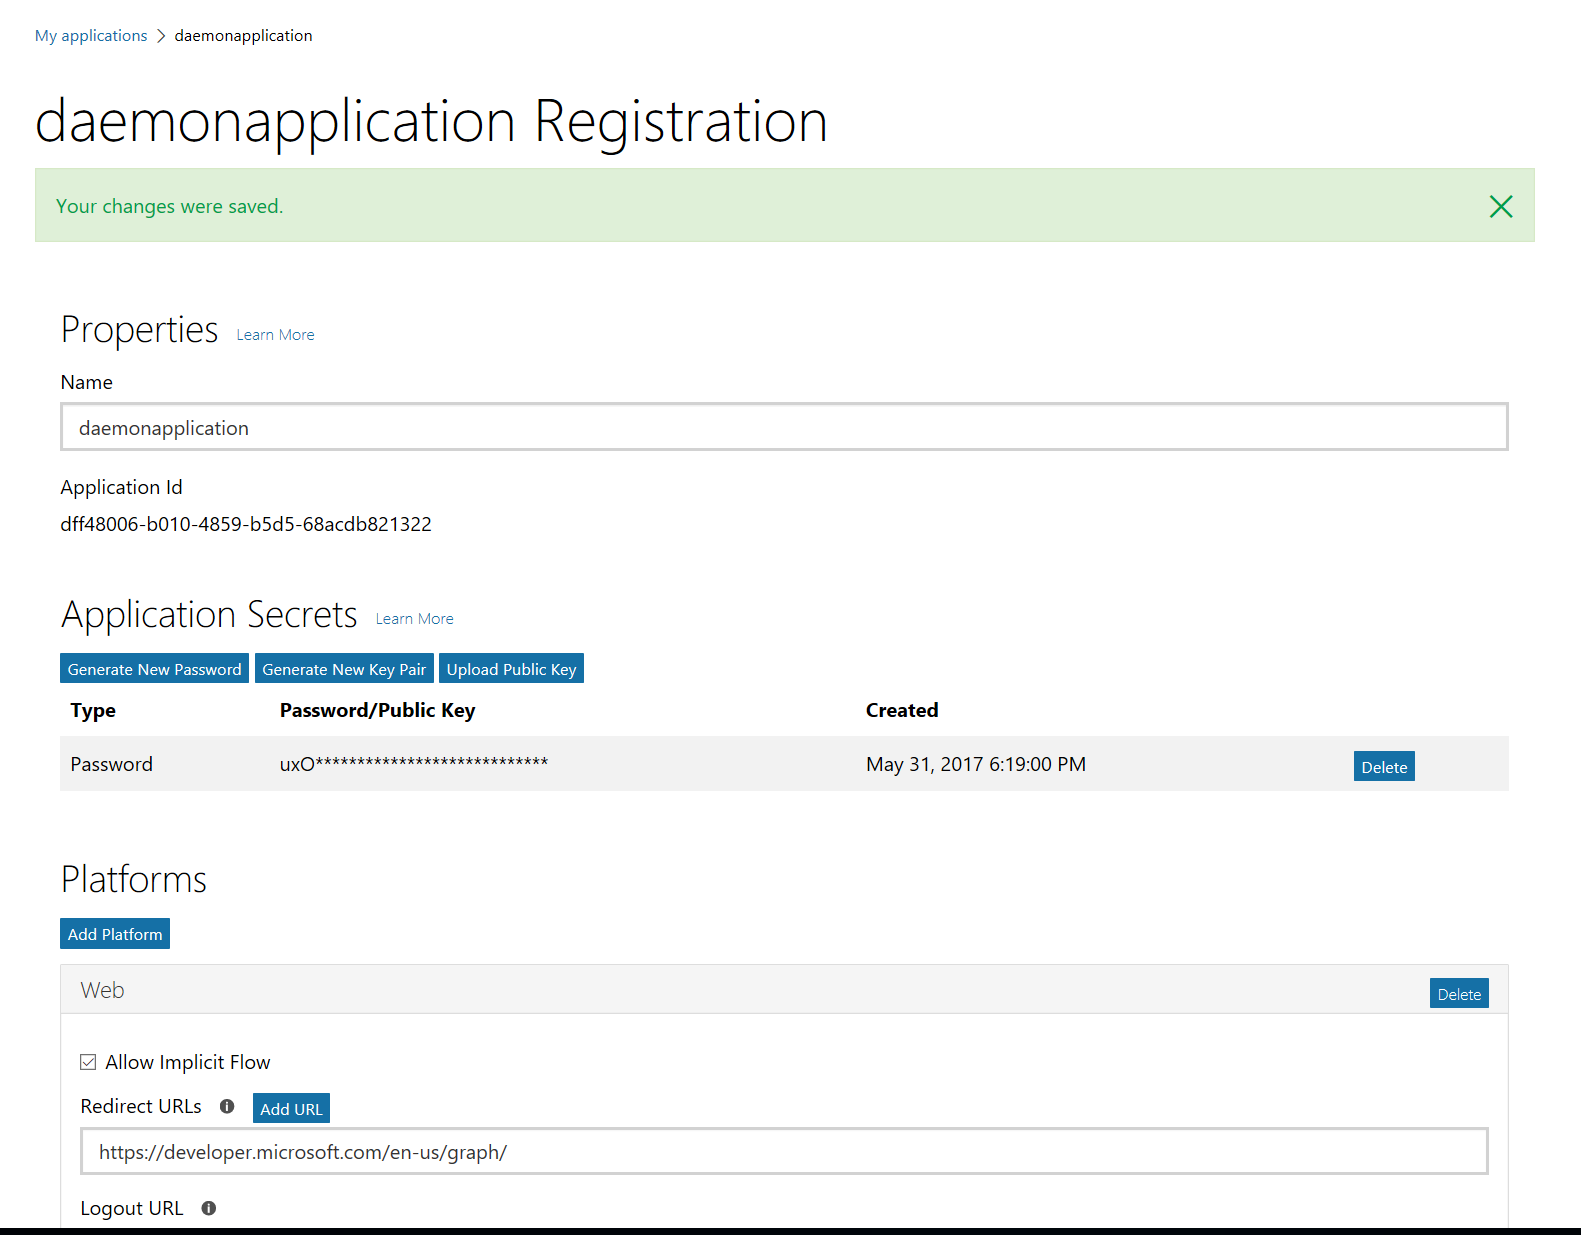 My applications > daemonapplication
daemonapplication Registration
Your changes were saved.
Properties Learn More
Name
daemonapplication
Application Id
dff48006-b010-4859-b5d5-68acdb821322
Application Secrets Learn More
Generate New Password Generate New Key Pair Upload Public Key
Type Password/Public Key Created
Password uxO**************************** May 31, 2017 6:19:00 PM Delete
Platforms
Add Platform
Web Delete
Allow Implicit Flow
Redirect URLs Add URL
https://developer.microsoft.com/en-us/graph/
Logout URL